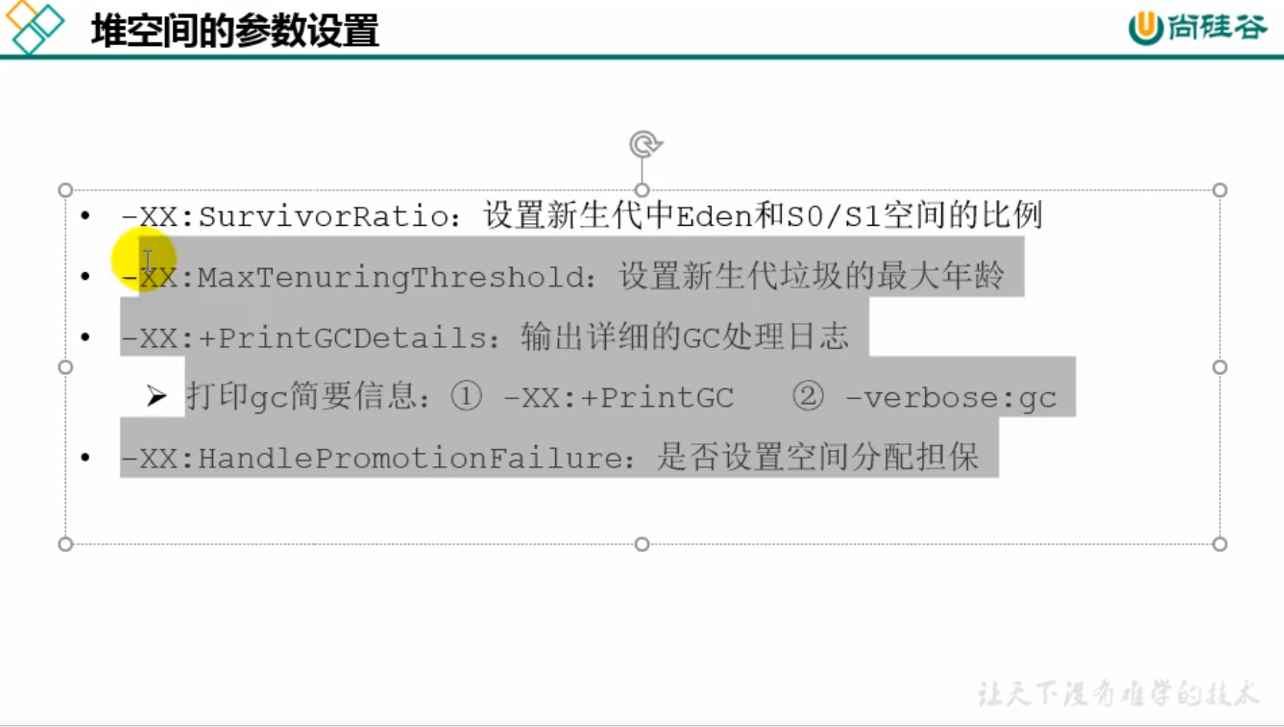 堆空间的参数设置
尚硅谷
• -XX:SurvivorRatio：设置新生代中Eden和S0/S1空间的比例
• -XX:MaxTenuringThreshold：设置新生代垃圾的最大年龄
• -XX:+PrintGCDetails：输出详细的GC处理日志
➢ 打印gc简要信息：① -XX:+PrintGC ② -verbose:gc
• -XX:HandlePromotionFailure：是否设置空间分配担保
让天下没有难学的技术